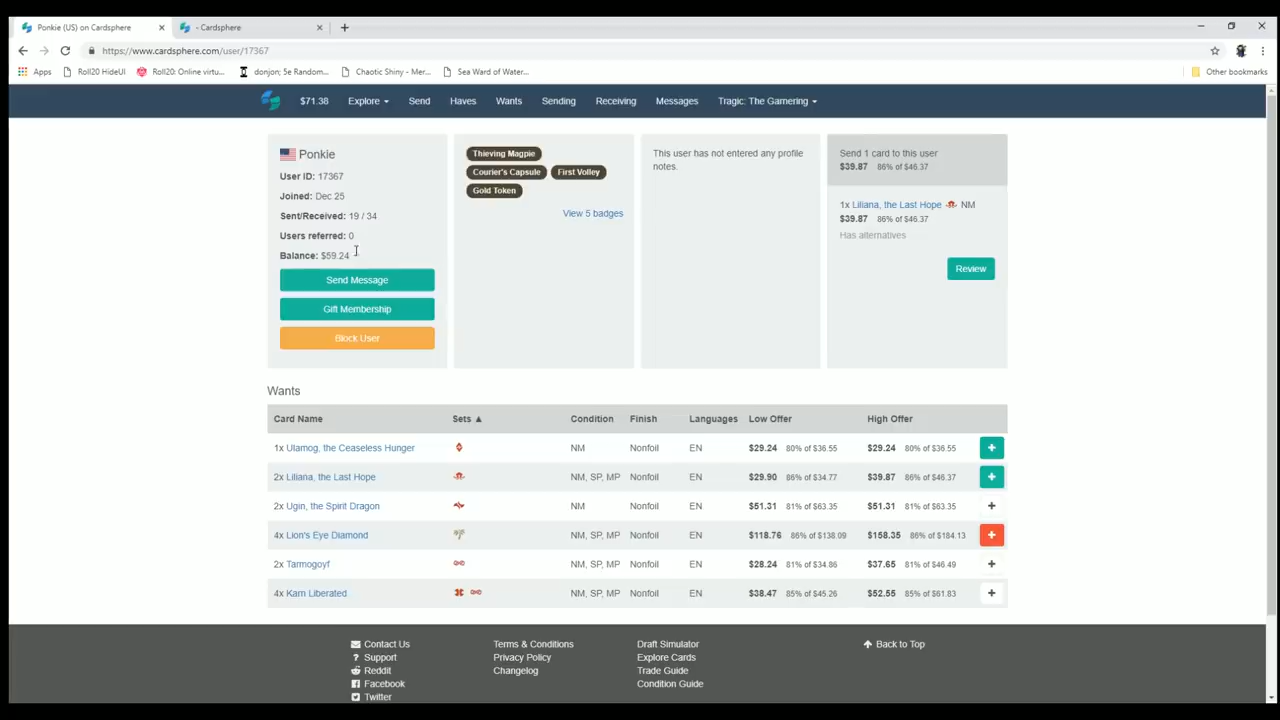 Ponkie (US) on Cardsphere
- Cardsphere
https://www.cardsphere.com/user/17367
Apps Roll20 HideUI Roll20: Online virtu... donjon; 5e Random... Chaotic Shiny - Mer... Sea Ward of Water... Other bookmarks
$71.38 Explore Send Haves Wants Sending Receiving Messages Tragic: The Garnering
Ponkie
User ID: 17367
Joined: Dec 25
Sent/Received: 19 / 34
Users referred: 0
Balance: $59.24
Send Message
Gift Membership
Block User
Thieving Magpie
Courier's Capsule First Volley
Gold Token
View 5 badges
This user has not entered any profile
notes.
Send 1 card to this user
$39.87 86% of $46.37
1x Liliana, the Last Hope NM
$39.87 86% of $46.37
Has alternatives
Review
Wants
Card Name Sets ▲ Condition Finish Languages Low Offer High Offer
1x Ulamog, the Ceaseless Hunger NM Nonfoil EN $29.24 80% of $36.55 $29.24 80% of $36.55 +
2x Liliana, the Last Hope NM, SP, MP Nonfoil EN $29.90 86% of $34.77 $39.87 86% of $46.37 +
2x Ugin, the Spirit Dragon NM Nonfoil EN $51.31 81% of $63.35 $51.31 81% of $63.35 +
4x Lion's Eye Diamond NM, SP, MP Nonfoil EN $118.76 86% of $138.09 $158.35 86% of $184.13 +
2x Tarmogoyf NM, SP, MP Nonfoil EN $28.24 81% of $34.86 $37.65 81% of $46.49 +
4x Karn Liberated NM, SP, MP Nonfoil EN $38.47 85% of $45.26 $52.55 85% of $61.83 +
Contact Us Terms & Conditions Draft Simulator Back to Top
? Support Privacy Policy Explore Cards
Reddit Changelog Trade Guide
Facebook Condition Guide
Twitter